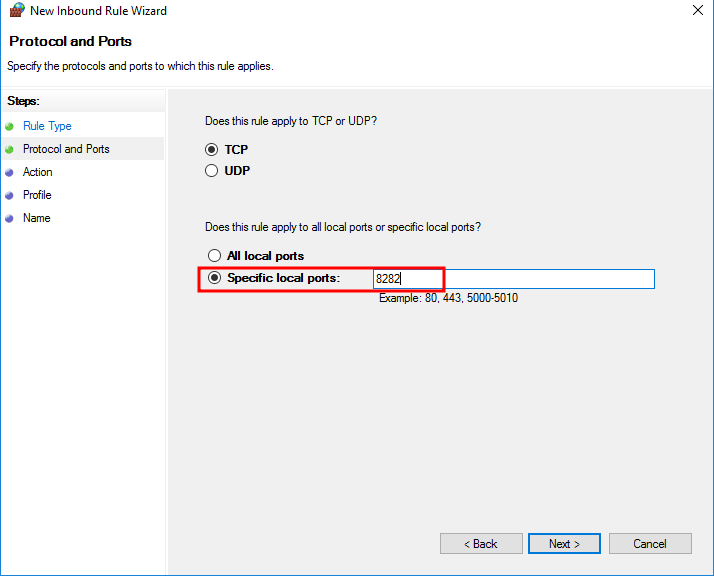 New Inbound Rule Wizard
Protocol and Ports
Specify the protocols and ports to which this rule applies.
Steps:
Rule Type
Protocol and Ports
Action
Profile
Name
Does this rule apply to TCP or UDP?
TCP
UDP
Does this rule apply to all local ports or specific local ports?
All local ports
Specific local ports: 8282
Example: 80, 443, 5000-5010
< Back Next > Cancel